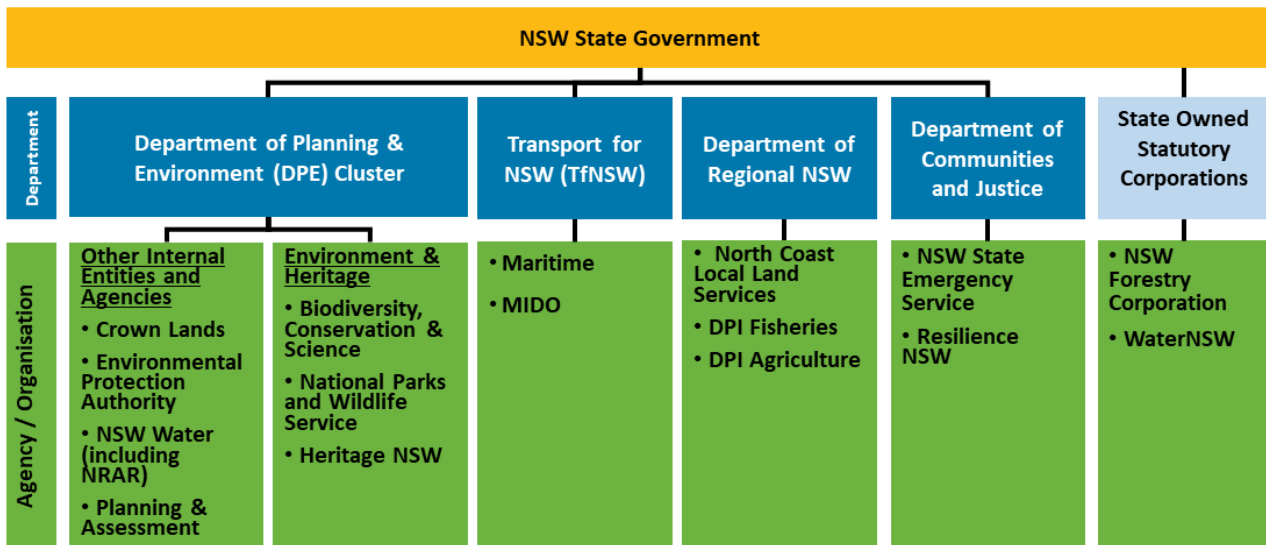 NSW State Government
Department
Department of Planning &
Environment (DPE) Cluster
Transport for
NSW (TfNSW)
Department of
Regional NSW
Department of
Communities
and Justice
State Owned
Statutory
Corporations
Agency / Organisation
Other Internal
Entities and
Agencies
• Crown Lands
• Environmental
Protection
Authority
• NSW Water
(including
NRAR)
• Planning &
Assessment
Environment &
Heritage
• Biodiversity,
Conservation &
Science
• National Parks
and Wildlife
Service
• Heritage NSW
• Maritime
• MIDO
• North Coast
Local Land
Services
• DPI Fisheries
• DPI Agriculture
• NSW State
Emergency
Service
• Resilience
NSW
• NSW
Forestry
Corporation
• WaterNSW